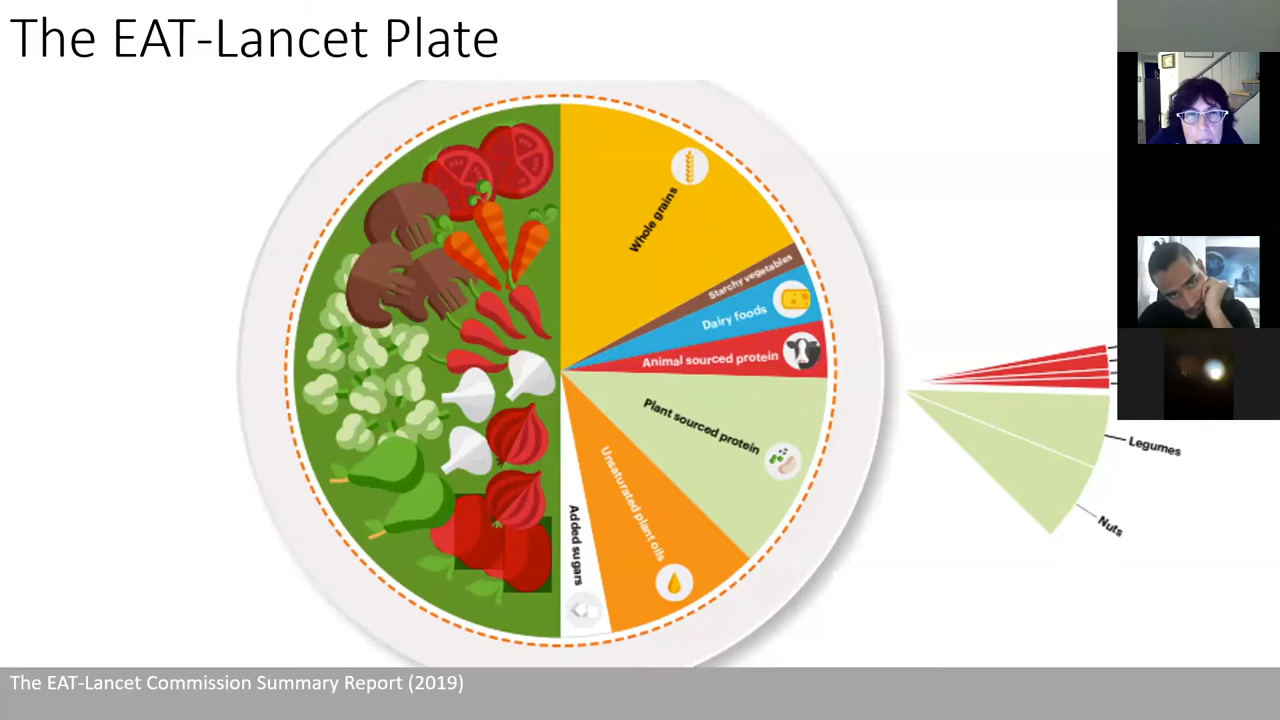 The EAT-Lancet Plate
Whole grains
Starchy vegetables
Dairy foods
Animal sourced protein
Plant sourced protein
Unsaturated plant oils
Added sugars
Legumes
Nuts
The EAT-Lancet Commission Summary Report (2019)